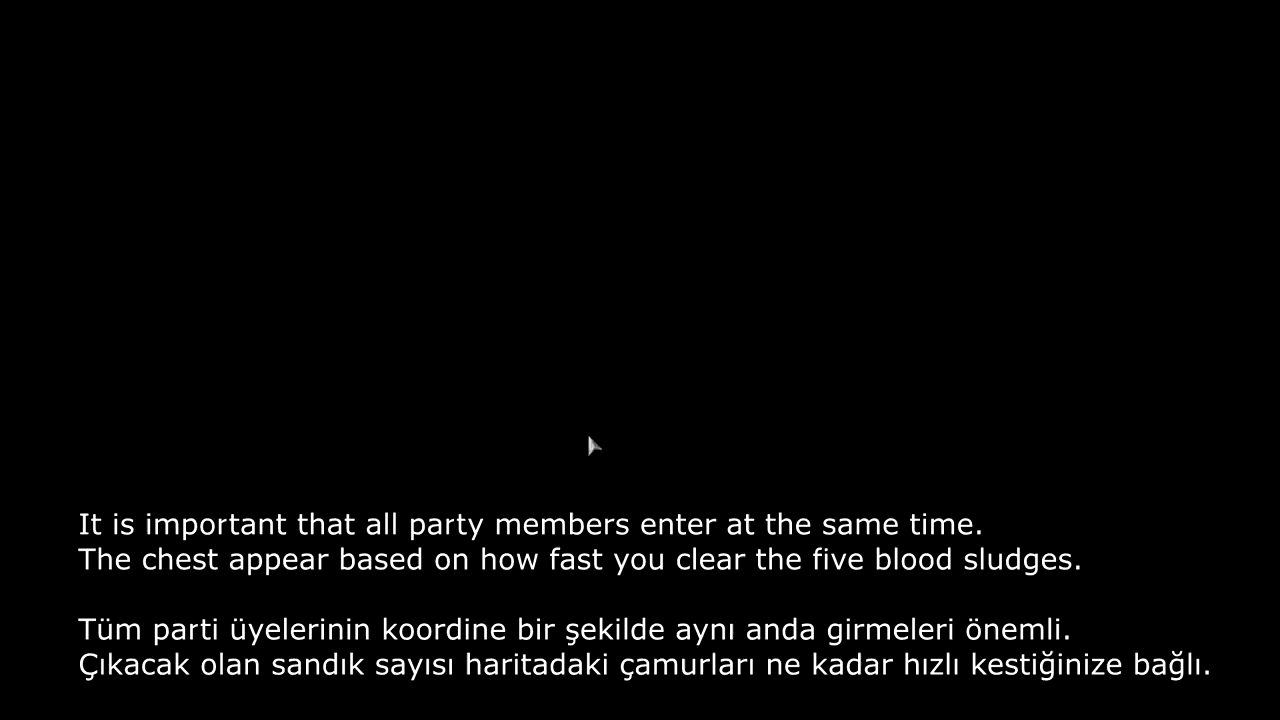 It is important that all party members enter at the same time.
The chest appear based on how fast you clear the five blood sludges.
Tüm parti üyelerinin koordine bir şekilde aynı anda girmeleri önemli.
Çıkacak olan sandık sayısı haritadaki çamurları ne kadar hızlı kestiğinize bağlı.